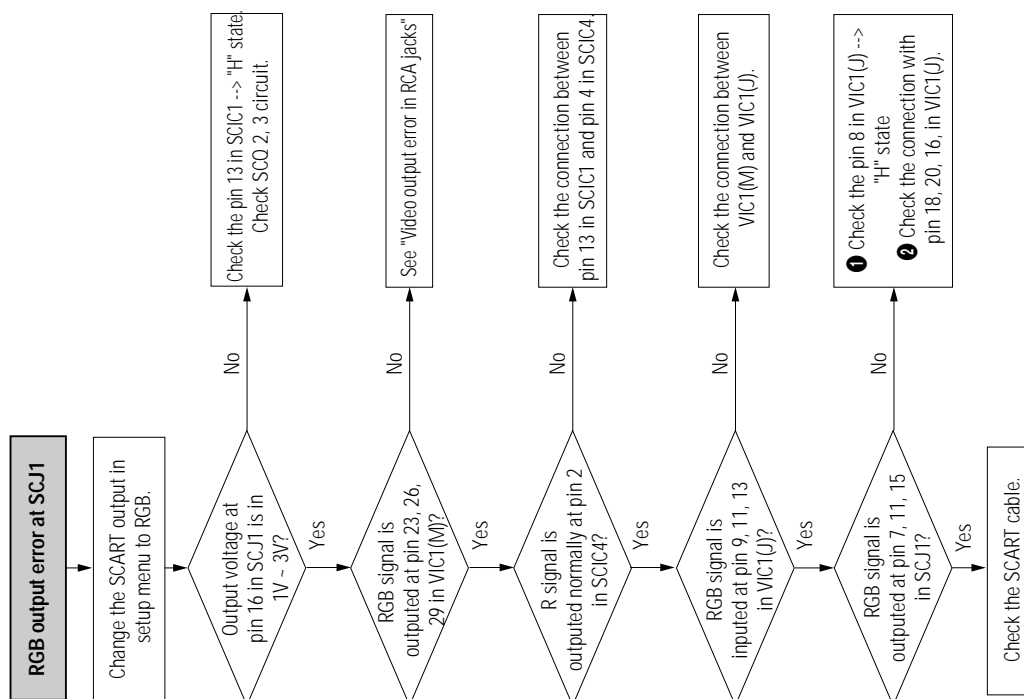 RGB output error at SCJ1
Change the SCART output in
setup menu to RGB.
Output voltage at
pin 16 in SCJ1 is in
1V ~ 3V?
No
Check the pin 13 in SCIC1 --> "H" state.
Check SCQ 2, 3 circuit.
Yes
RGB signal is
outputed at pin 23, 26,
29 in VIC1(M)?
No
See "Video output error in RCA jacks"
Yes
R signal is
outputed normally at pin 2
in SCIC4?
No
Check the connection between
pin 13 in SCIC1 and pin 4 in SCIC4.
Yes
RGB signal is
inputed at pin 9, 11, 13
in VIC1(J)?
No
Check the connection between
VIC1(M) and VIC1(J).
Yes
RGB signal is
outputed at pin 7, 11, 15
in SCJ1?
No
❶ Check the pin 8 in VIC1(J) -->
"H" state
❷ Check the connection with
pin 18, 20, 16, in VIC1(J).
Yes
Check the SCART cable.